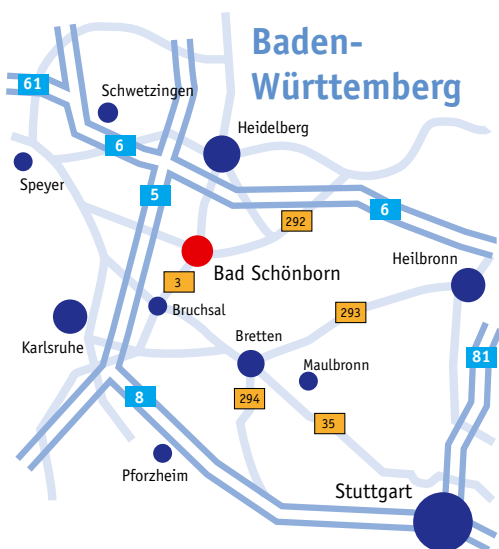 Baden-
Württemberg
61
Schwetzingen
6
Heidelberg
Speyer
5
292
6
Bad Schönborn
Heilbronn
3
Bruchsal
293
Karlsruhe
Bretten
Maulbronn
81
8
294
35
Pforzheim
Stuttgart